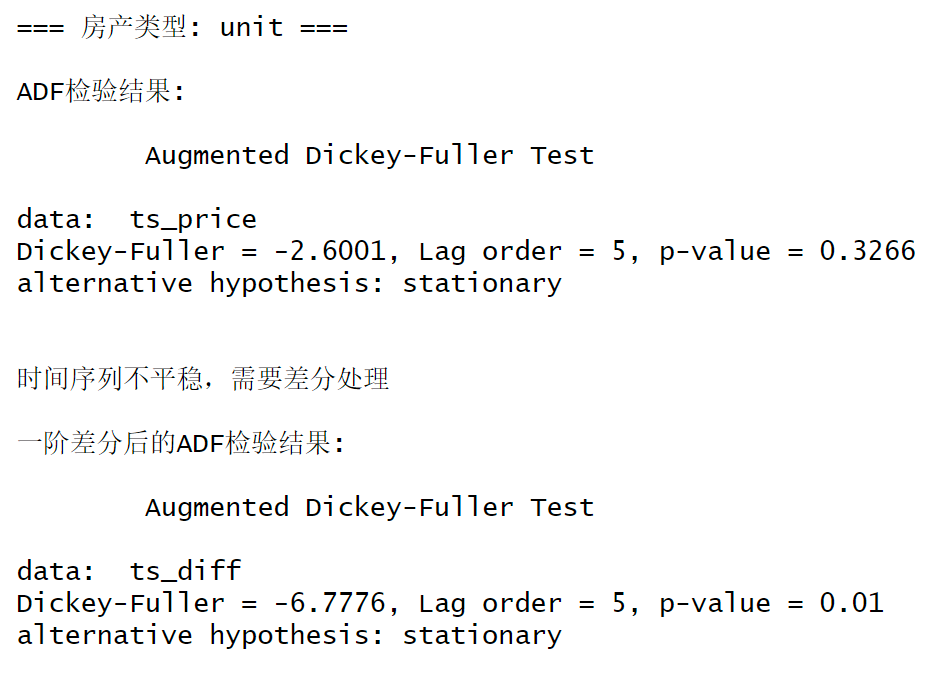 === 房产类型: unit ===
ADF检验结果:
Augmented Dickey-Fuller Test
data:  ts_price
Dickey-Fuller = -2.6001, Lag order = 5, p-value = 0.3266
alternative hypothesis: stationary
时间序列不平稳，需要差分处理
一阶差分后的ADF检验结果:
Augmented Dickey-Fuller Test
data:  ts_diff
Dickey-Fuller = -6.7776, Lag order = 5, p-value = 0.01
alternative hypothesis: stationary